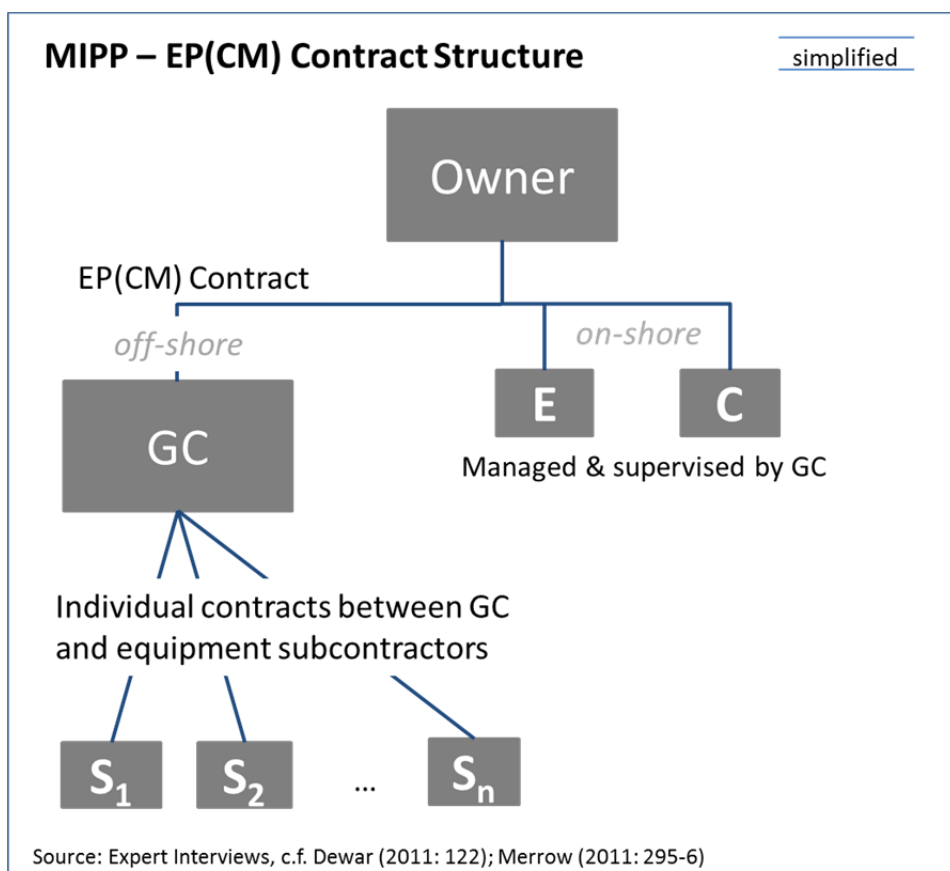 MIPP – EP(CM) Contract Structure
simplified
Owner
EP(CM) Contract
off-shore
on-shore
GC
E
C
Managed & supervised by GC
Individual contracts between GC
and equipment subcontractors
S1
S2
...
Sn
Source: Expert Interviews, c.f. Dewar (2011: 122); Merrow (2011: 295-6)